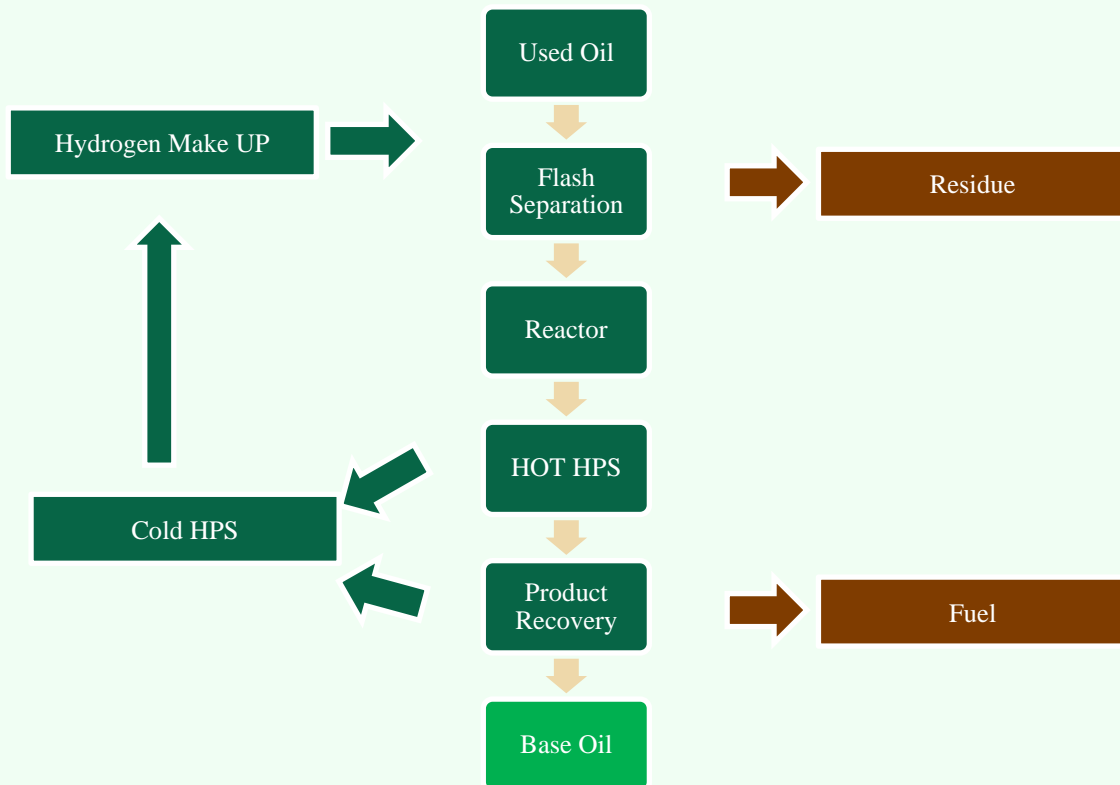 Used Oil
Hydrogen Make UP
Flash
Separation
Residue
Reactor
HOT HPS
Cold HPS
Product
Recovery
Fuel
Base Oil